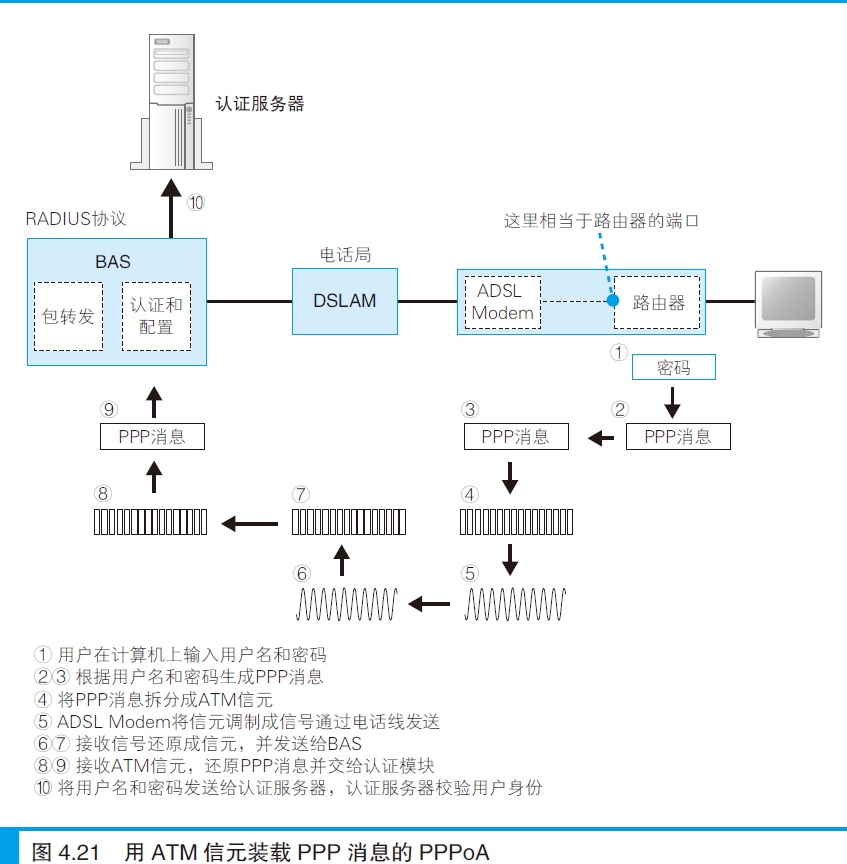 认证服务器
⑩
RADIUS协议
这里相当于路由器的端口
BAS
电话局
包转发
认证和
配置
DSLAM
ADSL
Modem
路由器
①
密码
⑨
③
②
PPP消息
PPP消息
PPP消息
⑧
⑦
④
⑥
⑤
① 用户在计算机上输入用户名和密码
②③ 根据用户名和密码生成PPP消息
④ 将PPP消息拆分成ATM信元
⑤ ADSL Modem将信元调制成信号通过电话线发送
⑥⑦ 接收信号还原成信元，并发送给BAS
⑧⑨ 接收ATM信元，还原PPP消息并交给认证模块
⑩ 将用户名和密码发送给认证服务器，认证服务器校验用户身份
图 4.21 用 ATM 信元装载 PPP 消息的 PPPoA